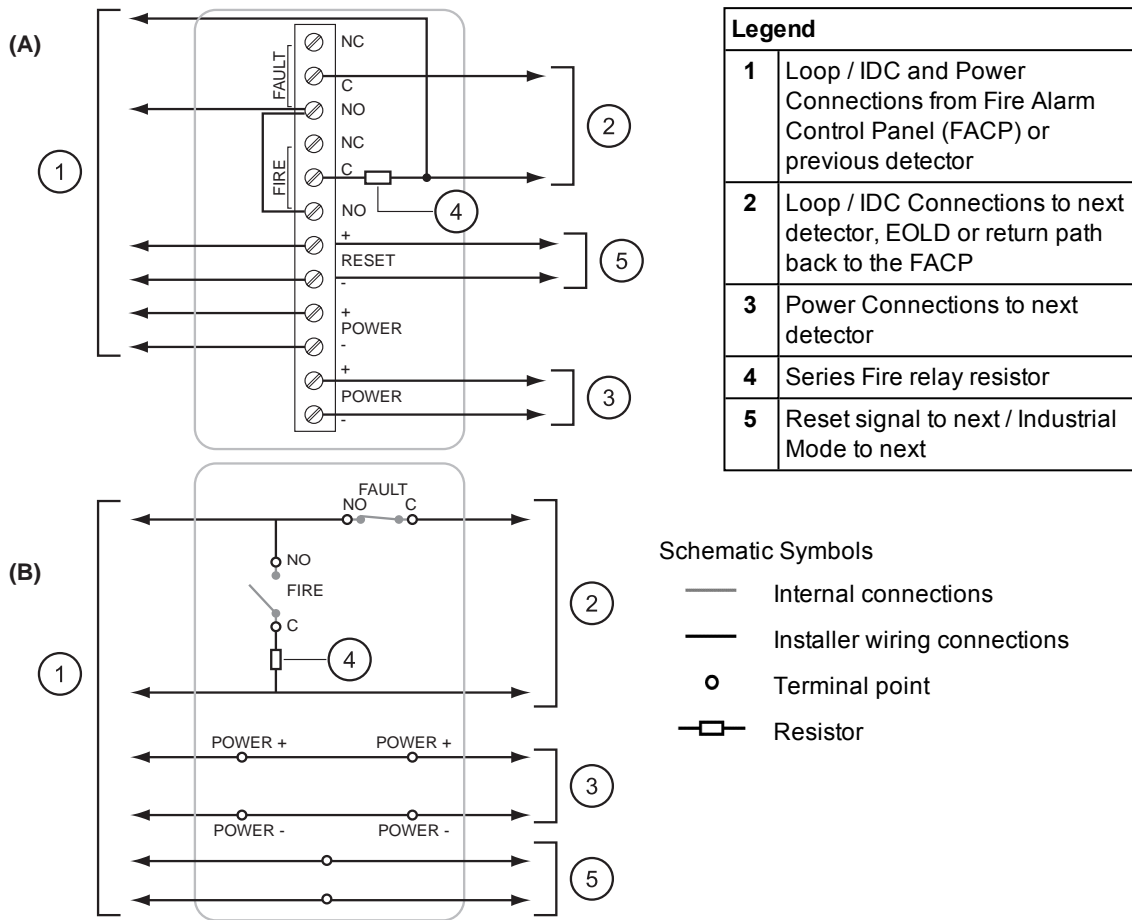 (A)
1
FAULT
NC
C
NO
FIRE
NC
C
NO
4
+
RESET
-
+
POWER
-
+
POWER
-
2
5
3
Legend
1 Loop / IDC and Power
Connections from Fire Alarm
Control Panel (FACP) or
previous detector
2 Loop / IDC Connections to next
detector, EOLD or return path
back to the FACP
3 Power Connections to next
detector
4 Series Fire relay resistor
5 Reset signal to next / Industrial
Mode to next
(B)
1
FAULT
NO C
NO
FIRE
C
4
2
POWER + POWER +
3
POWER - POWER -
5
Schematic Symbols
Internal connections
Installer wiring connections
Terminal point
Resistor